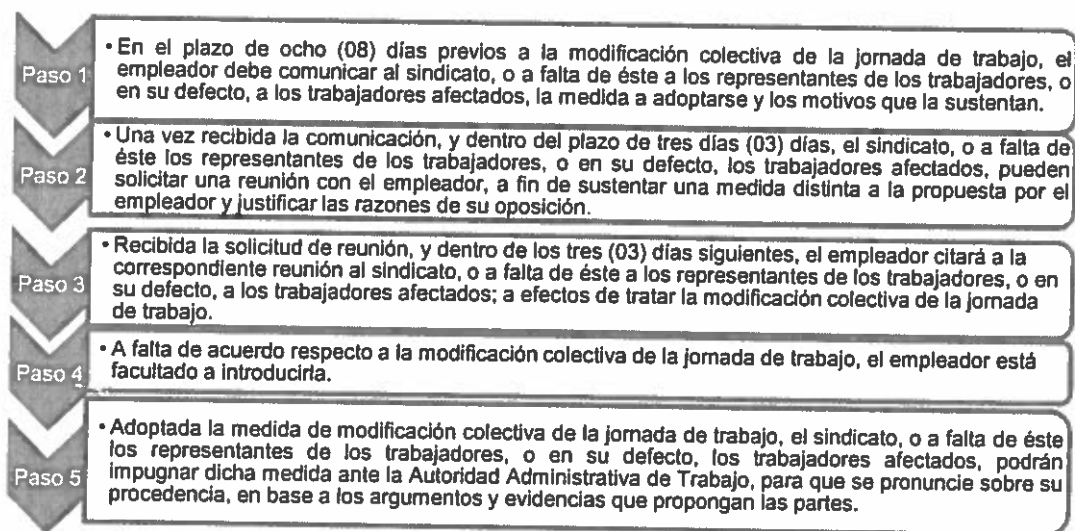 Paso 1
• En el plazo de ocho (08) días previos a la modificación colectiva de la jornada de trabajo, el
empleador debe comunicar al sindicato, o a falta de éste a los representantes de los trabajadores, o
en su defecto, a los trabajadores afectados, la medida a adoptarse y los motivos que la sustentan.
Paso 2
• Una vez recibida la comunicación, y dentro del plazo de tres días (03) días, el sindicato, o a falta de
éste los representantes de los trabajadores, o en su defecto, los trabajadores afectados, pueden
solicitar una reunión con el empleador, a fin de sustentar una medida distinta a la propuesta por el
empleador y justificar las razones de su oposición.
Paso 3
• Recibida la solicitud de reunión, y dentro de los tres (03) días siguientes, el empleador citará a la
correspondiente reunión al sindicato, o a falta de éste a los representantes de los trabajadores, o en
su defecto, a los trabajadores afectados; a efectos de tratar la modificación colectiva de la jornada
de trabajo.
Paso 4
• A falta de acuerdo respecto a la modificación colectiva de la jornada de trabajo, el empleador está
facultado a introducirla.
Paso 5
• Adoptada la medida de modificación colectiva de la jornada de trabajo, el sindicato, o a falta de éste
los representantes de los trabajadores, o en su defecto, los trabajadores afectados, podrán
impugnar dicha medida ante la Autoridad Administrativa de Trabajo, para que se pronuncie sobre su
procedencia, en base a los argumentos y evidencias que propongan las partes.